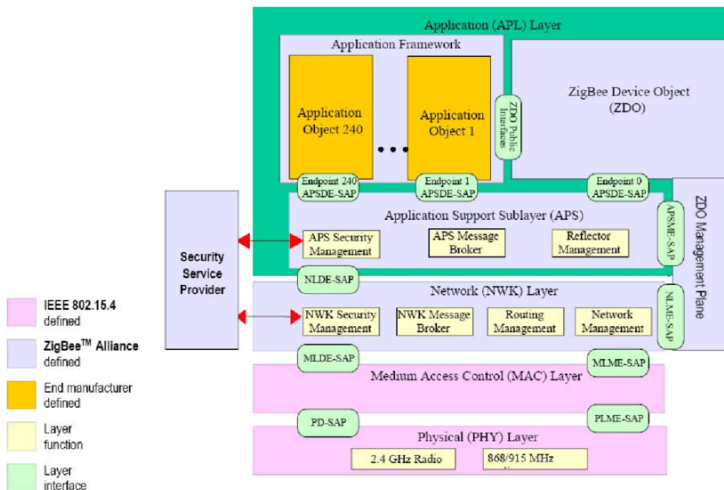 Application (APL) Layer
Application Framework
Application
Object 240
Application
Object 1
ZDO Public
Interfaces
ZigBee Device Object
(ZDO)
Endpoint 240
APSDE-SAP
Endpoint 1
APSDE-SAP
Endpoint 0
APSDE-SAP
Application Support Sublayer (APS)
APS Security
Management
APS Message
Broker
Reflector
Management
APSME-SAP
ZDO Management Plane
Security
Service
Provider
NLDE-SAP
Network (NWK) Layer
NWK Security
Management
NWK Message
Broker
Routing
Management
Network
Management
NLME-SAP
MLDE-SAP
MLME-SAP
Medium Access Control (MAC) Layer
PD-SAP
PLME-SAP
Physical (PHY) Layer
2.4 GHz Radio
868/915 MHz
IEEE 802.15.4
defined
ZigBee™ Alliance
defined
End manufacturer
defined
Layer
function
Layer
interface